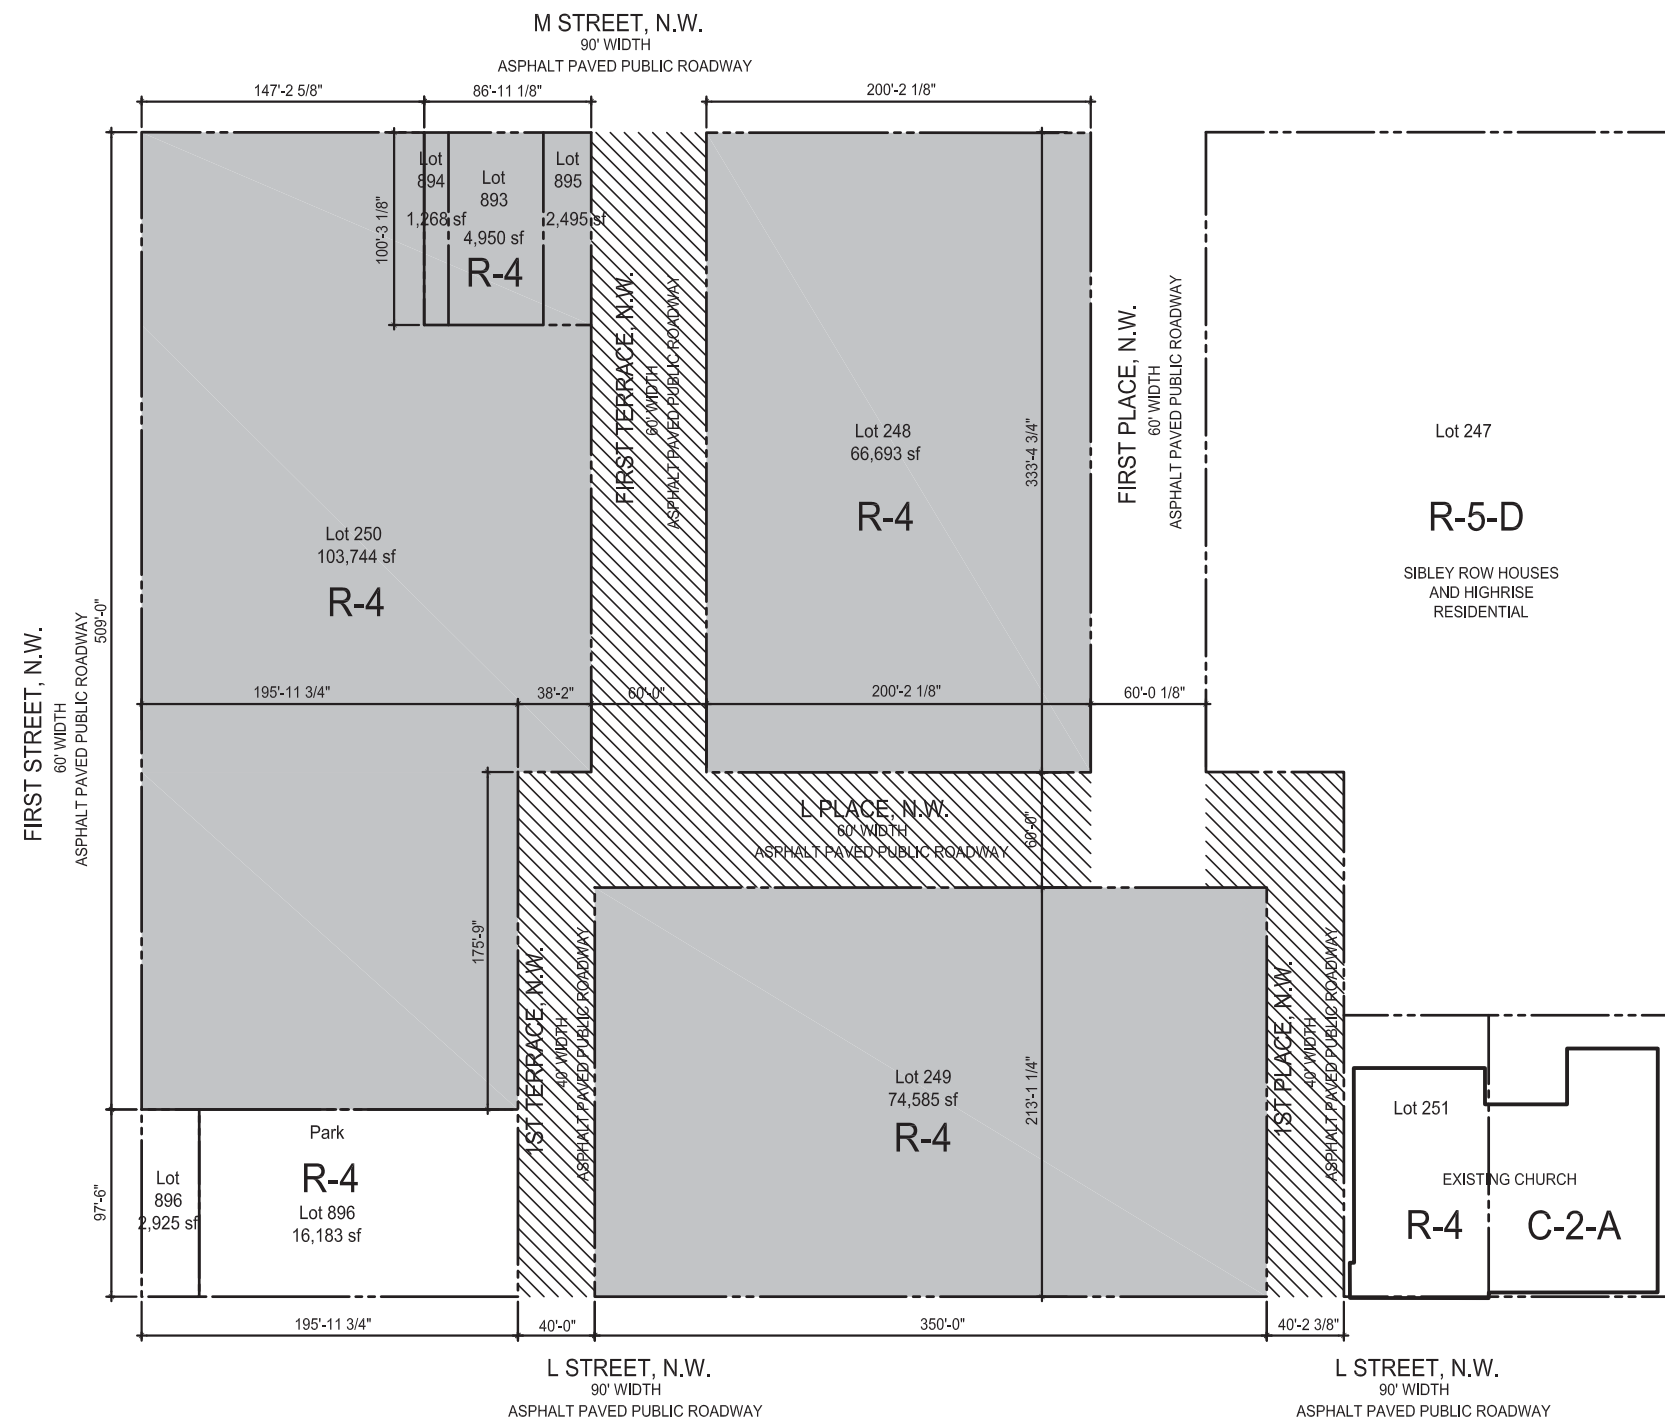 M STREET, N.W.
90' WIDTH
ASPHALT PAVED PUBLIC ROADWAY
147'-2 5/8"
86'-11 1/8"
200'-2 1/8"
Lot
894
1,268 sf
Lot
893
4,950 sf
R-4
Lot
895
2,495 sf
100'-3 1/8"
FIRST TERRACE, N.W.
60' WIDTH
ASPHALT PAVED PUBLIC ROADWAY
Lot 248
66,693 sf
R-4
333'-4 3/4"
FIRST PLACE, N.W.
60' WIDTH
ASPHALT PAVED PUBLIC ROADWAY
Lot 247
R-5-D
SIBLEY ROW HOUSES
AND HIGHRISE
RESIDENTIAL
Lot 250
103,744 sf
R-4
FIRST STREET, N.W.
60' WIDTH
ASPHALT PAVED PUBLIC ROADWAY
509'-0"
195'-11 3/4"
38'-2"
60'-0"
200'-2 1/8"
60'-0 1/8"
L PLACE, N.W.
60' WIDTH
ASPHALT PAVED PUBLIC ROADWAY
60'-0"
175'-9"
1ST TERRACE, N.W.
40' WIDTH
ASPHALT PAVED PUBLIC ROADWAY
Lot 249
74,585 sf
R-4
213'-1 1/4"
1ST PLACE, N.W.
40' WIDTH
ASPHALT PAVED PUBLIC ROADWAY
Lot 251
EXISTING CHURCH
R-4
C-2-A
97'-6"
Lot
896
2,925 sf
Park
R-4
Lot 896
16,183 sf
195'-11 3/4"
40'-0"
350'-0"
40'-2 3/8"
L STREET, N.W.
90' WIDTH
ASPHALT PAVED PUBLIC ROADWAY
L STREET, N.W.
90' WIDTH
ASPHALT PAVED PUBLIC ROADWAY